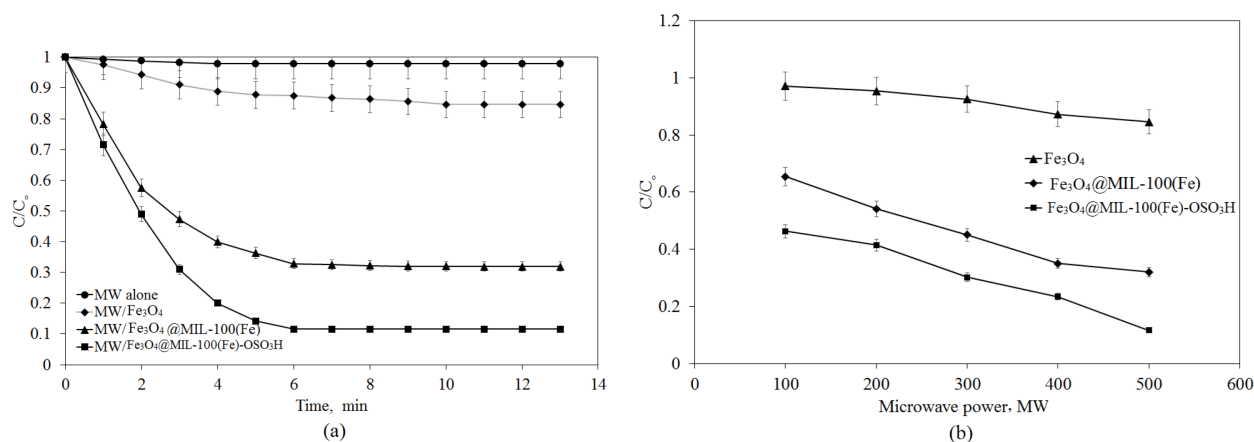 1
0.9
0.8
0.7
0.6
0.5
0.4
0.3
0.2
0.1
0
C/C∘
MW alone
MW/Fe₃O₄
MW/Fe₃O₄@MIL-100(Fe)
MW/Fe₃O₄@MIL-100(Fe)-OSO₃H
0 2 4 6 8 10 12 14
Time, min
(a)
1.2
1
0.8
0.6
0.4
0.2
0
C/C∘
Fe₃O₄
Fe₃O₄@MIL-100(Fe)
Fe₃O₄@MIL-100(Fe)-OSO₃H
0 100 200 300 400 500 600
Microwave power, MW
(b)